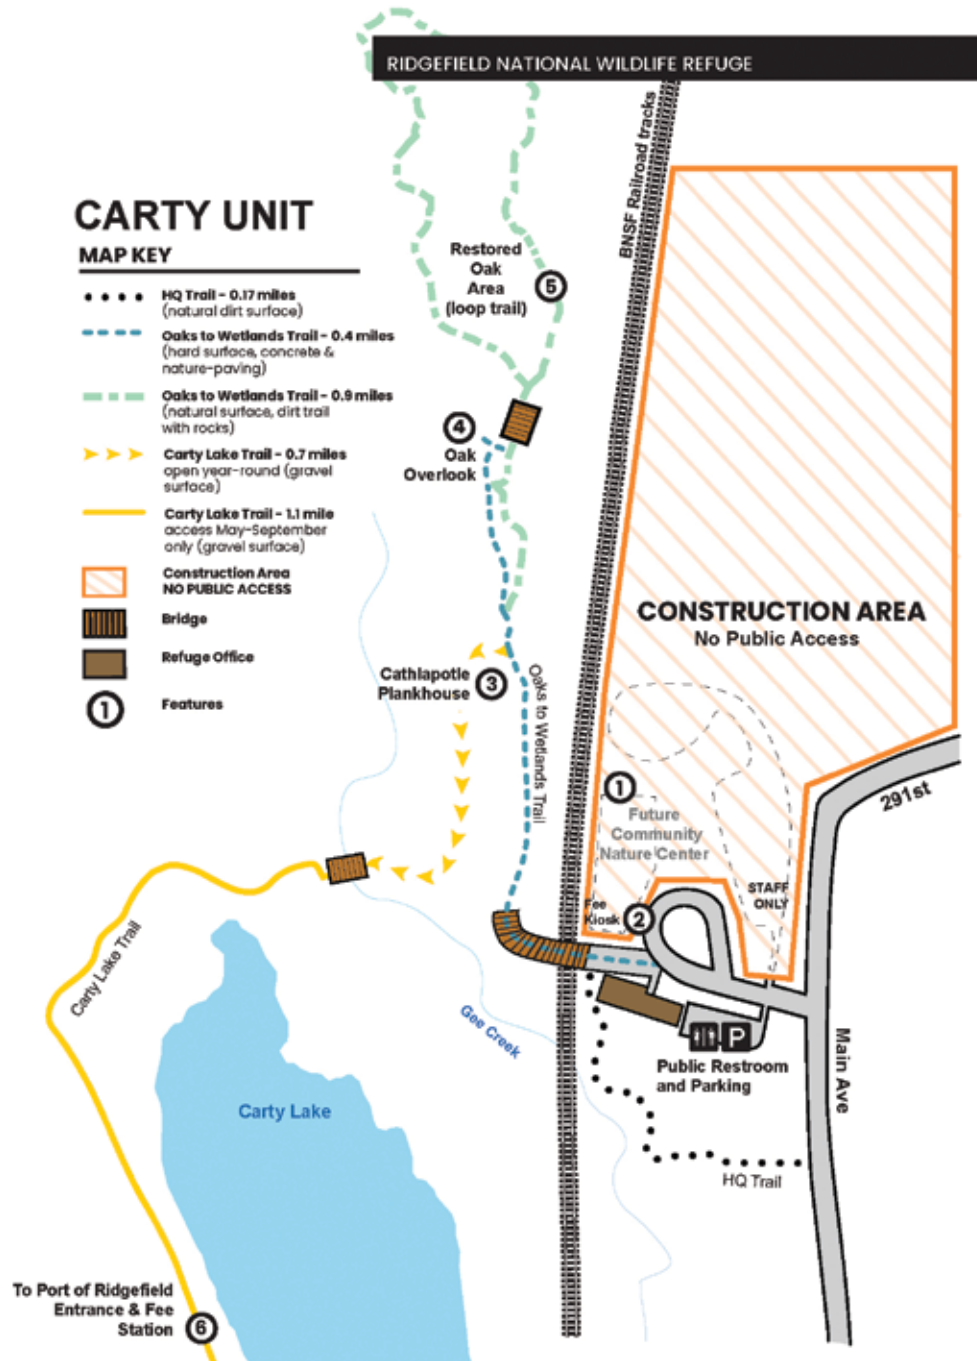 RIDGEFIELD NATIONAL WILDLIFE REFUGE
CARTY UNIT
MAP KEY
HQ Trail - 0.17 miles
(natural dirt surface)
Oaks to Wetlands Trail - 0.4 miles
(hard surface, concrete &
nature-paving)
Oaks to Wetlands Trail - 0.9 miles
(natural surface, dirt trail
with rocks)
Carty Lake Trail - 0.7 miles
open year-round (gravel
surface)
Carty Lake Trail - 1.1 mile
access May-September
only (gravel surface)
Construction Area
NO PUBLIC ACCESS
Bridge
Refuge Office
1
Features
BNSF Railroad tracks
Restored
Oak
Area
(loop trail)
5
4
Oak
Overlook
CONSTRUCTION AREA
No Public Access
Cathlapotle
Plankhouse
3
Oaks to Wetlands Trail
1
Future
Community
Nature Center
291st
STAFF
ONLY
Fee
Kiosk
2
Carty Lake Trail
Gee Creek
P
Public Restroom
and Parking
Main Ave
Carty Lake
HQ Trail
To Port of Ridgefield
Entrance & Fee
Station
6